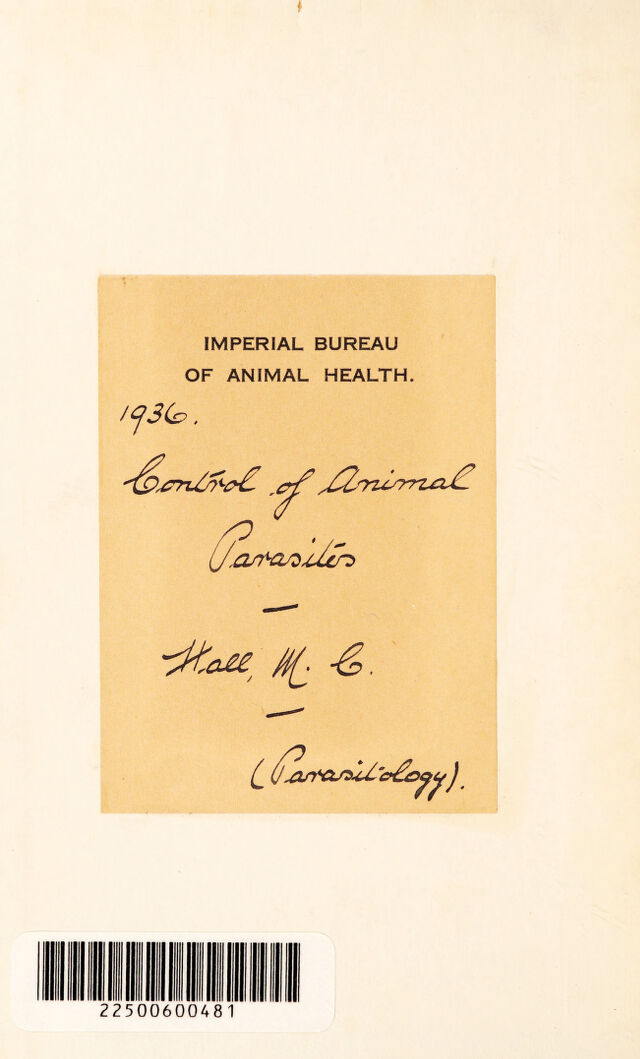 IMPERIAL BUREAU
OF ANIMAL HEALTH.
1936.
Control of Animal
Parasites
—
Hall, M. C.
—
(Parasitology).
22500600481